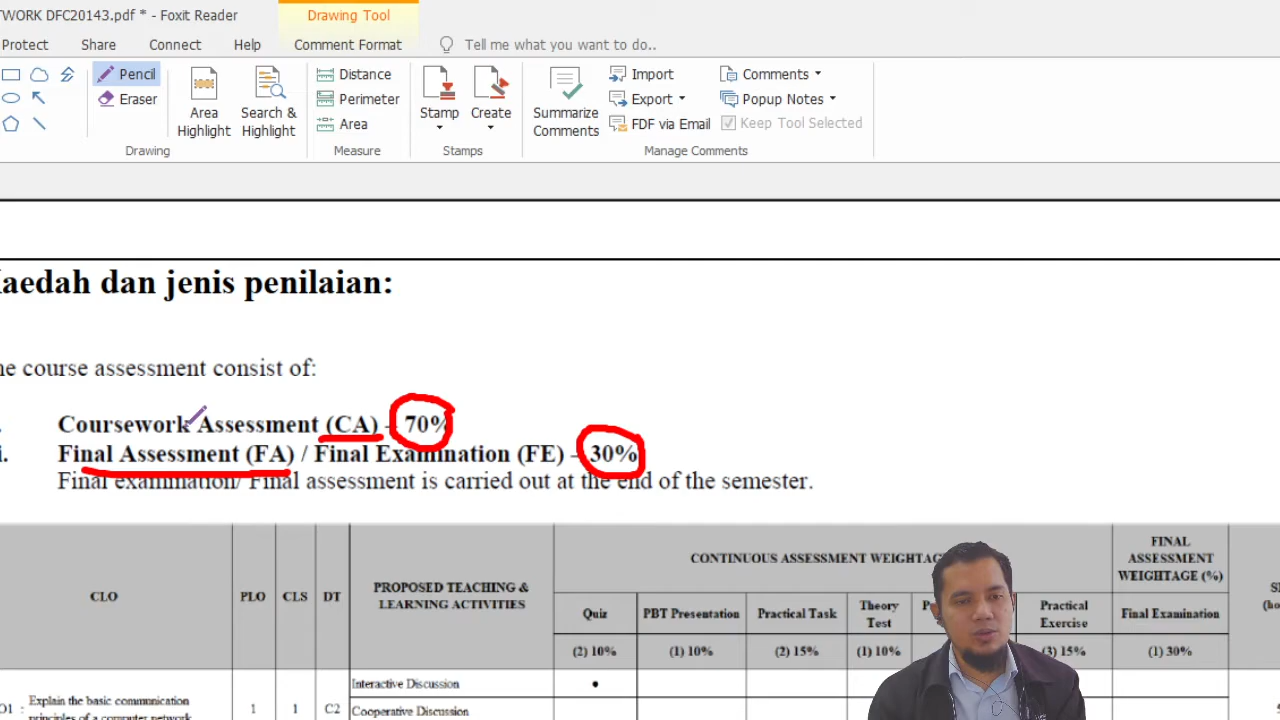 TWORK DFC20143.pdf * - Foxit Reader
Drawing Tool
Protect Share Connect Help Comment Format Tell me what you want to do..
Pencil
Eraser
Drawing
Area Highlight
Search & Highlight
Distance
Perimeter
Area
Measure
Stamp
Create
Stamps
Summarize Comments
Import
Export
FDF via Email
Comments
Popup Notes
Keep Tool Selected
Manage Comments
aedah dan jenis penilaian:
he course assessment consist of:
. Coursework Assessment (CA) – 70%
i. Final Assessment (FA) / Final Examination (FE) – 30%
Final examination/ Final assessment is carried out at the end of the semester.
CLO
PLO
CLS
DT
PROPOSED TEACHING &
LEARNING ACTIVITIES
CONTINUOUS ASSESSMENT
Quiz
(2) 10%
PBT Presentation
(1) 10%
Practical Task
(2) 15%
Theory
Test
(1) 10%
Practical
Exercise
(3) 15%
FINAL
ASSESSMENT
WEIGHTAGE (%)
Final Examination
(1) 30%
O1 : Explain the basic communication
principles of a computer network
1 1 C2
Interactive Discussion •
Cooperative Discussion